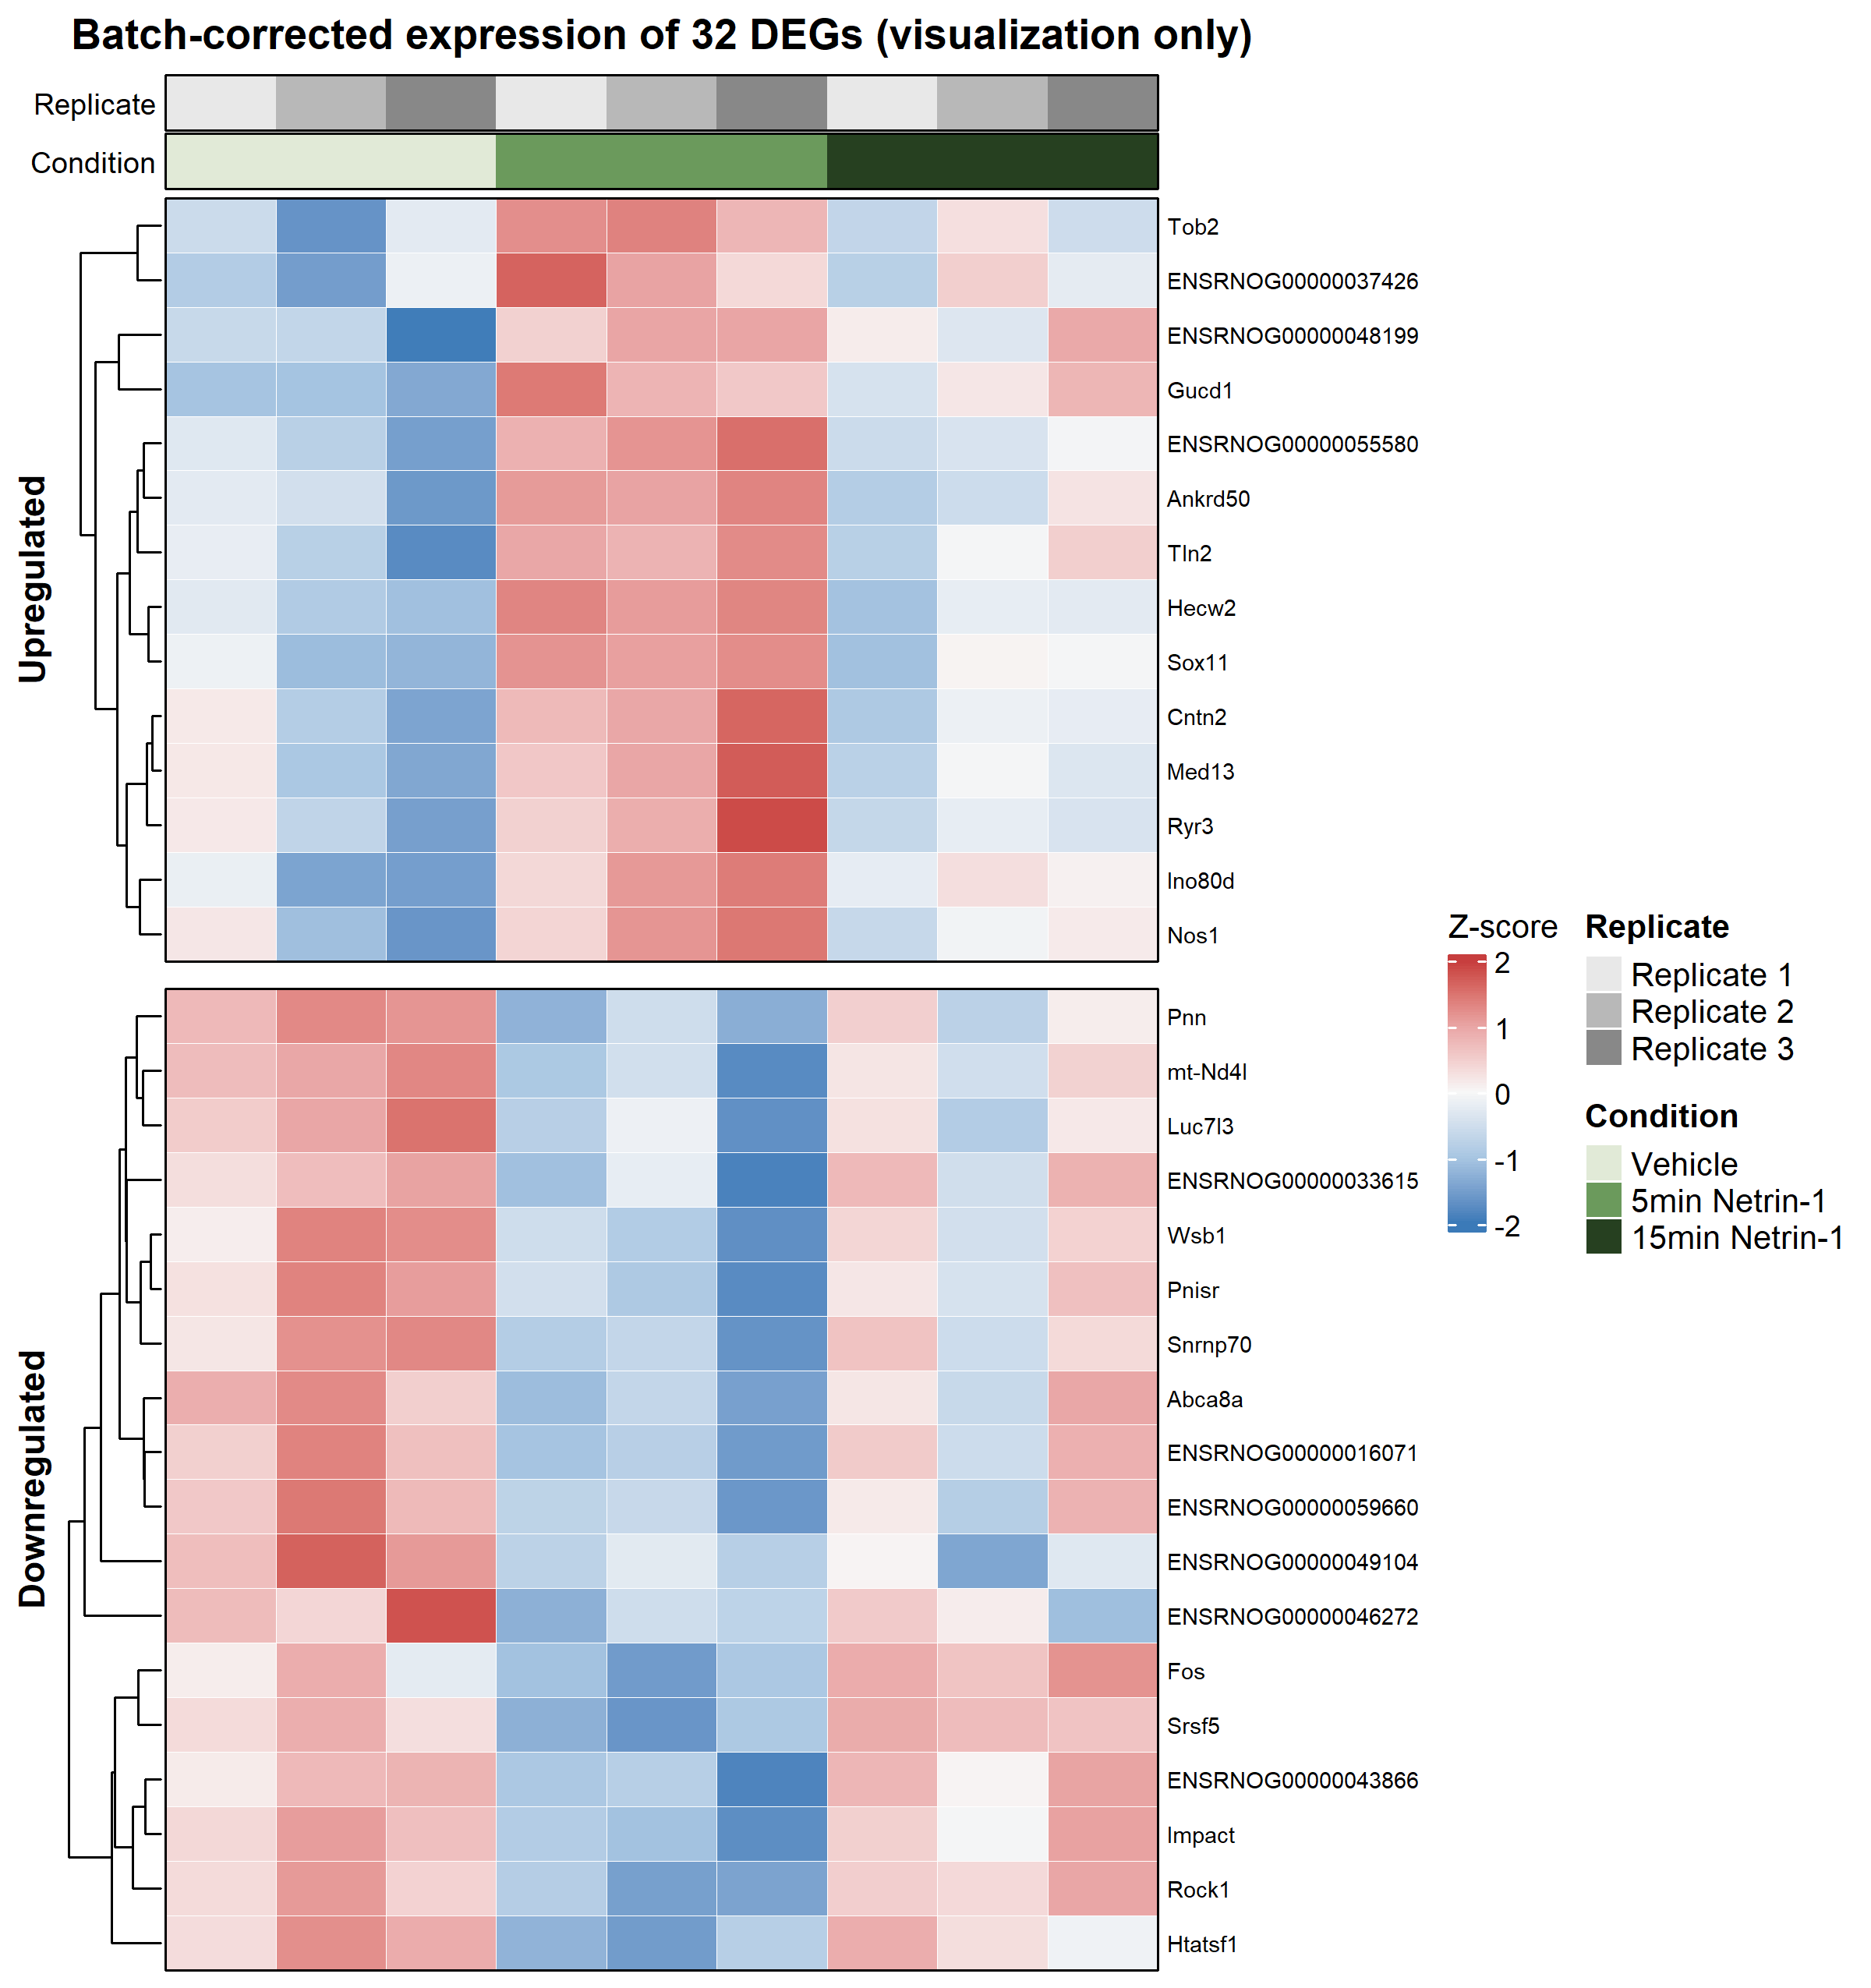 Batch-corrected expression of 32 DEGs (visualization only)
Replicate
Condition
Upregulated
Tob2
ENSRNOG00000037426
ENSRNOG00000048199
Gucd1
ENSRNOG00000055580
Ankrd50
Tln2
Hecw2
Sox11
Cntn2
Med13
Ryr3
Ino80d
Nos1
Downregulated
Pnn
mt-Nd4l
Luc7l3
ENSRNOG00000033615
Wsb1
Pnisr
Snrnp70
Abca8a
ENSRNOG00000016071
ENSRNOG00000059660
ENSRNOG00000049104
ENSRNOG00000046272
Fos
Srsf5
ENSRNOG00000043866
Impact
Rock1
Htatsf1
Z-score
2
1
0
-1
-2
Replicate
Replicate 1
Replicate 2
Replicate 3
Condition
Vehicle
5min Netrin-1
15min Netrin-1